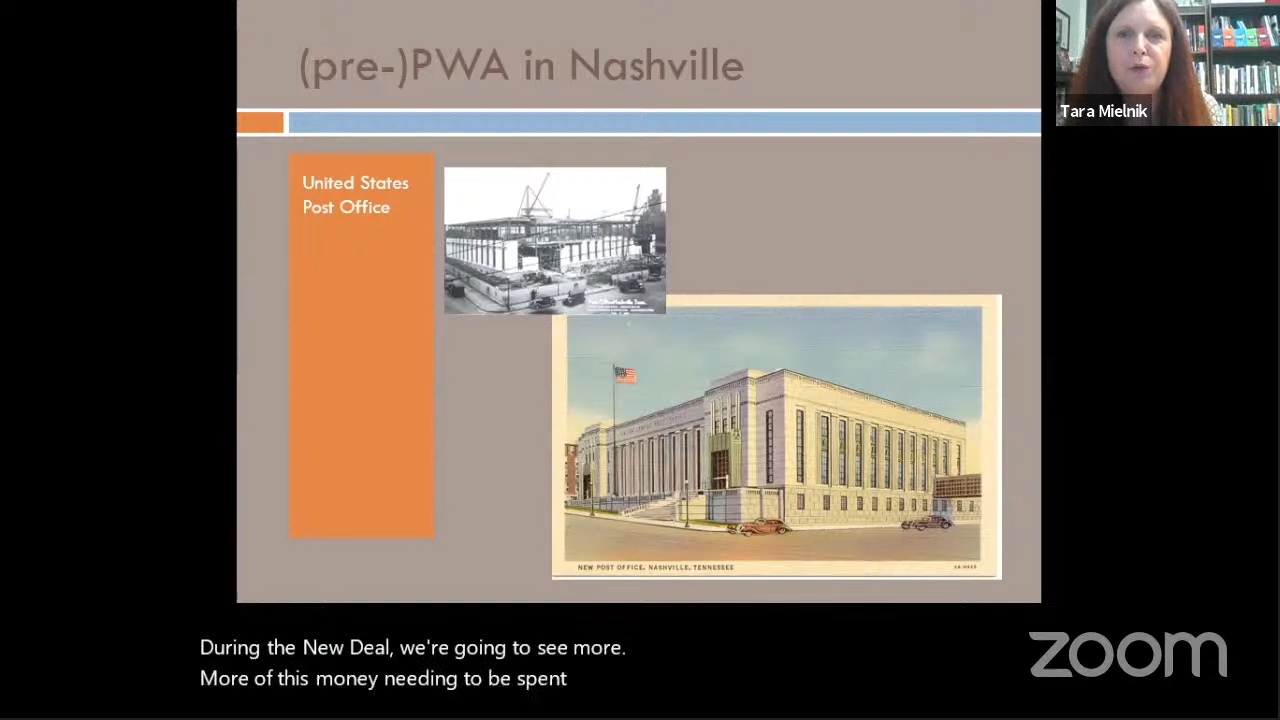 (pre-)PWA in Nashville
Tara Mielnik
United States
Post Office
NEW POST OFFICE, NASHVILLE, TENNESSEE
During the New Deal, we're going to see more.
More of this money needing to be spent
zoom